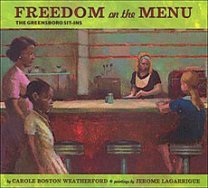 FREEDOM on the MENU
THE GREENSBORO SIT-INS
by CAROLE BOSTON WEATHERFORD • paintings by JEROME LAGARRIGUE